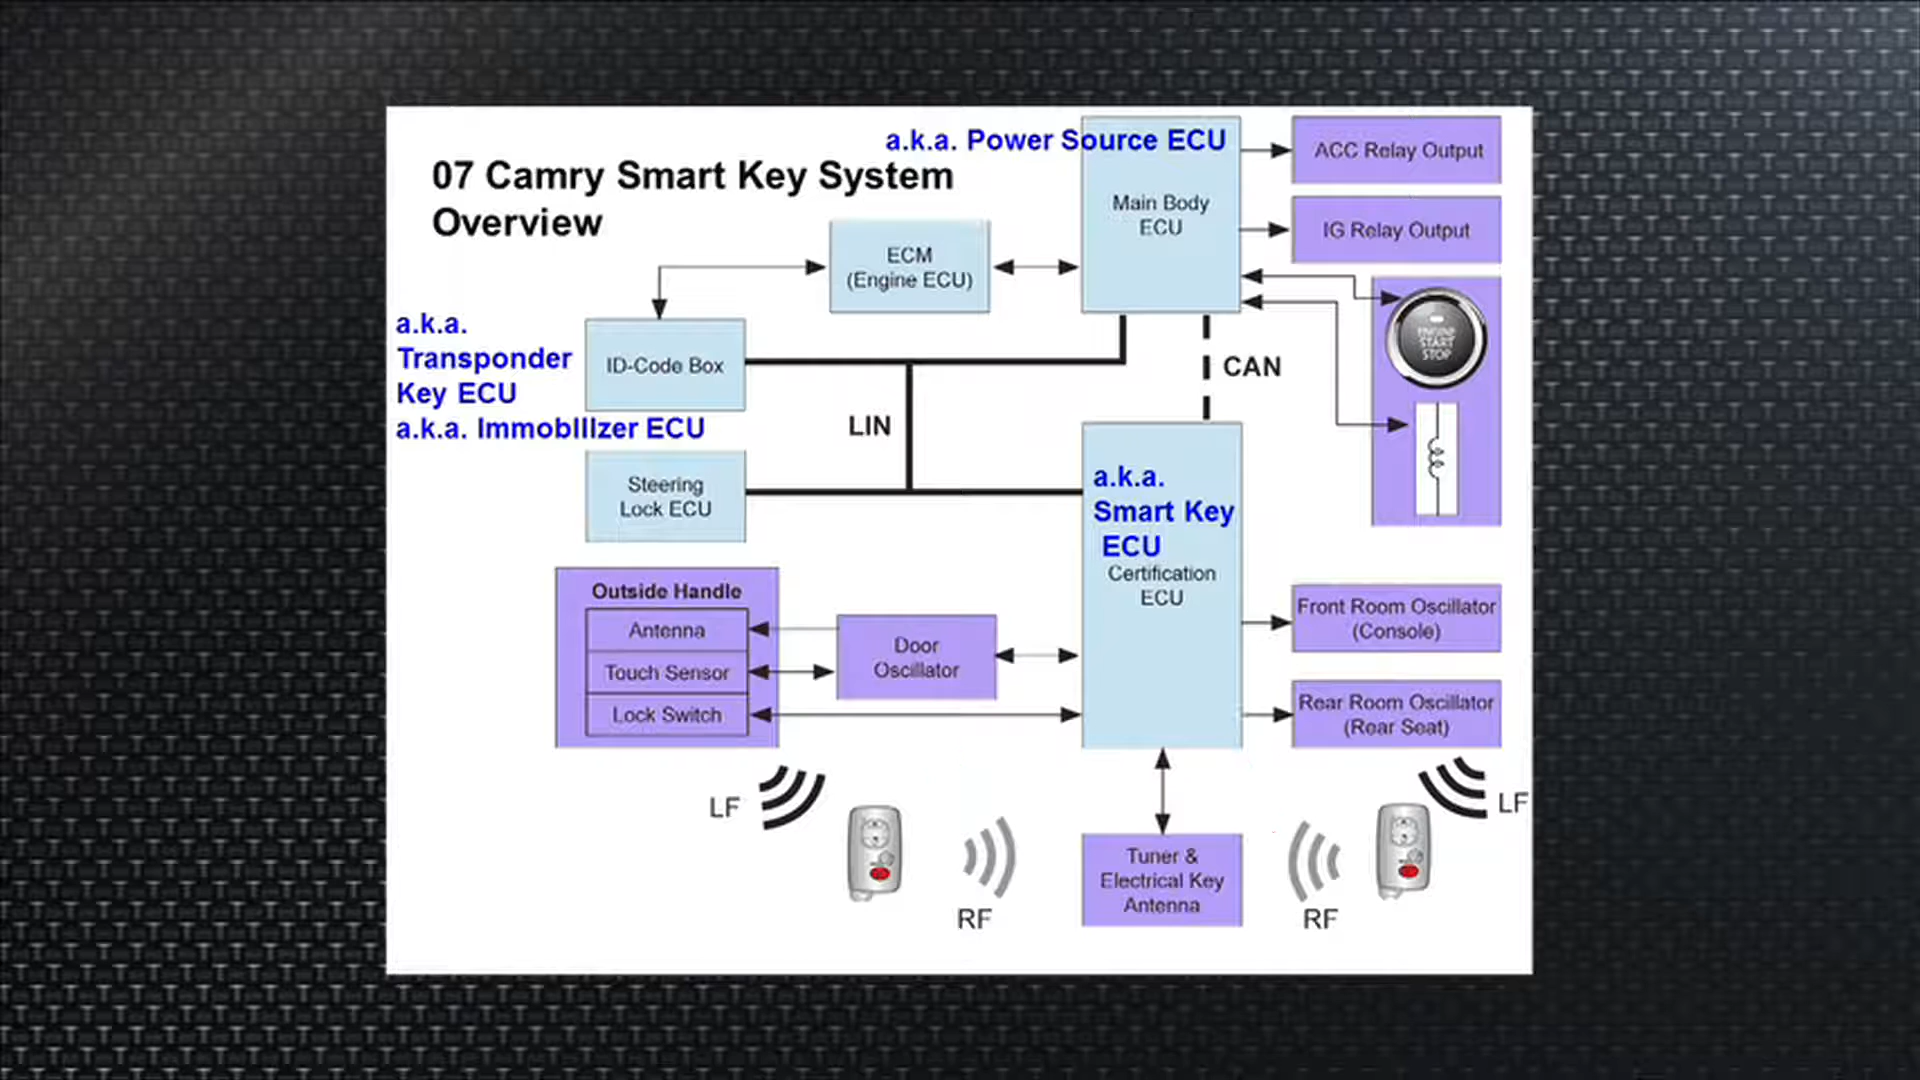 07 Camry Smart Key System
Overview
a.k.a. Power Source ECU
Main Body
ECU
ACC Relay Output
IG Relay Output
ECM
(Engine ECU)
ENGINE
START
STOP
a.k.a.
Transponder
Key ECU
a.k.a. ImmobIlIzer ECU
ID-Code Box
CAN
LIN
Steering
Lock ECU
a.k.a.
Smart Key
ECU
Certification
ECU
Outside Handle
Antenna
Touch Sensor
Lock Switch
Door
Oscillator
Front Room Oscillator
(Console)
Rear Room Oscillator
(Rear Seat)
LF
LF
RF
Tuner &
Electrical Key
Antenna
RF